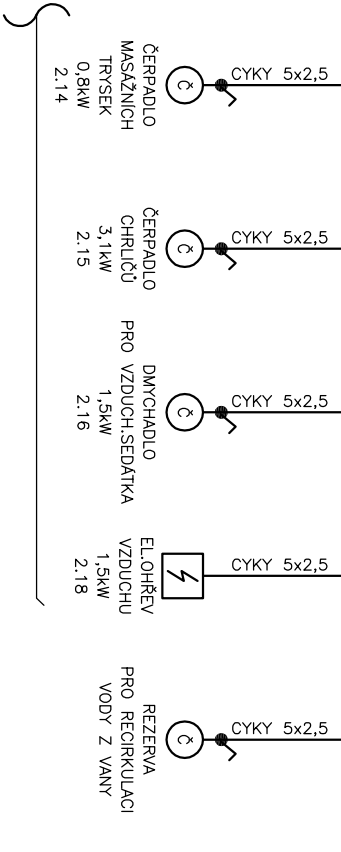 CYKY 5x2,5
Č
ČERPADLO
MASÁŽNÍCH
TRYSEK
0,8kW
2.14
CYKY 5x2,5
Č
ČERPADLO
CHRLIČŮ
3,1kW
2.15
CYKY 5x2,5
Č
DMYCHADLO
PRO VZDUCH.SEDÁTKA
1,5kW
2.16
CYKY 5x2,5
EL.OHŘEV
VZDUCHU
1,5kW
2.18
CYKY 5x2,5
Č
REZERVA
PRO RECIRKULACI
VODY Z VANY